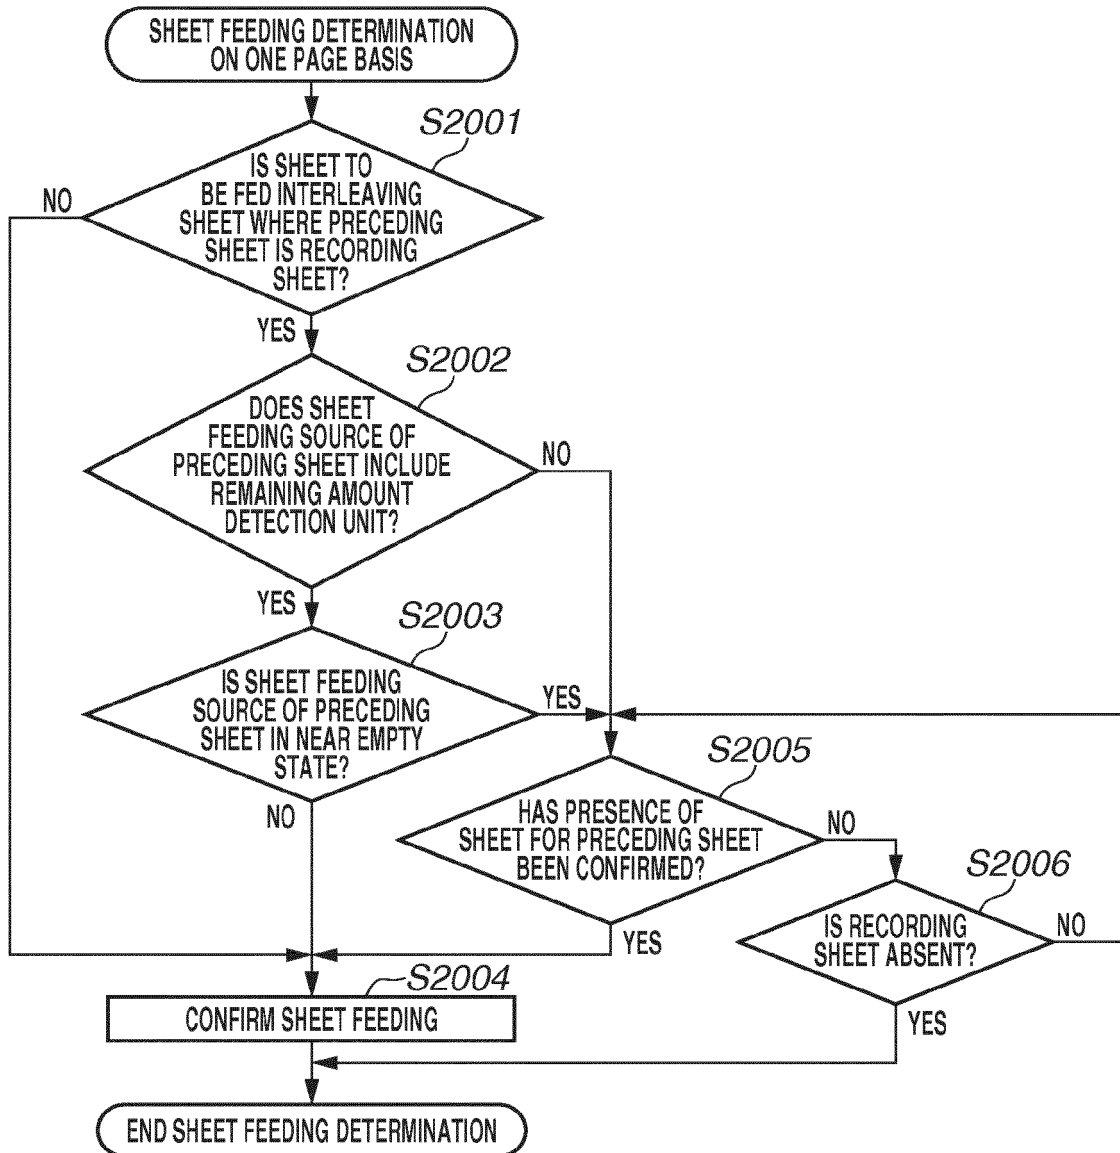 SHEET FEEDING DETERMINATION
ON ONE PAGE BASIS
S2001
IS SHEET TO
BE FED INTERLEAVING
SHEET WHERE PRECEDING
SHEET IS RECORDING
SHEET?
NO
YES
S2002
DOES SHEET
FEEDING SOURCE OF
PRECEDING SHEET INCLUDE
REMAINING AMOUNT
DETECTION UNIT?
NO
YES
S2003
IS SHEET FEEDING
SOURCE OF PRECEDING
SHEET IN NEAR EMPTY
STATE?
YES
NO
S2005
HAS PRESENCE OF
SHEET FOR PRECEDING SHEET
BEEN CONFIRMED?
NO
YES
S2006
IS RECORDING
SHEET ABSENT?
NO
YES
S2004
CONFIRM SHEET FEEDING
END SHEET FEEDING DETERMINATION